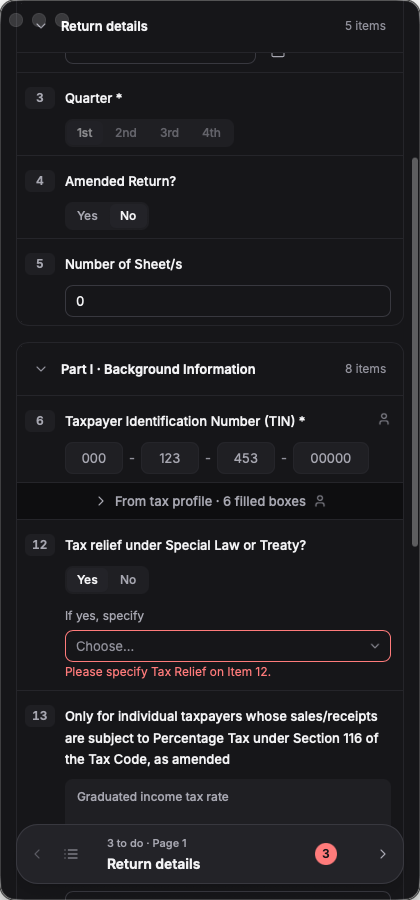 Return details
5 items
3
Quarter *
1st 2nd 3rd 4th
4
Amended Return?
Yes No
5
Number of Sheet/s
0
Part I · Background Information
8 items
6
Taxpayer Identification Number (TIN) *
000 - 123 - 453 - 00000
From tax profile · 6 filled boxes
12
Tax relief under Special Law or Treaty?
Yes No
If yes, specify
Choose...
Please specify Tax Relief on Item 12.
13
Only for individual taxpayers whose sales/receipts
are subject to Percentage Tax under Section 116 of
the Tax Code, as amended
Graduated income tax rate
3 to do · Page 1
Return details
3